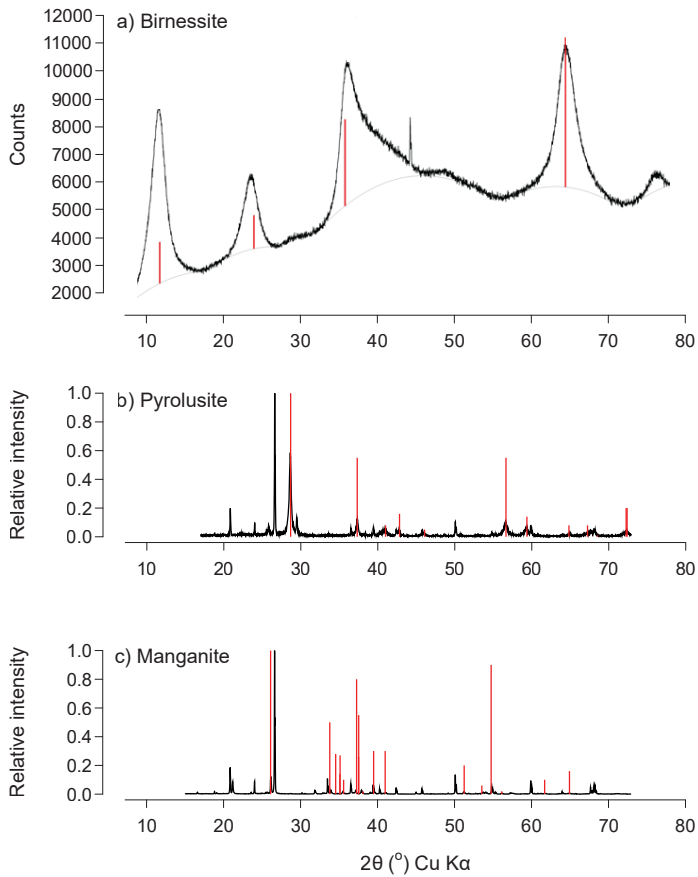 a) Birnessite
Counts
12000
11000
10000
9000
8000
7000
6000
5000
4000
3000
2000
10 20 30 40 50 60 70 80
b) Pyrolusite
Relative intensity
1.0
0.8
0.6
0.4
0.2
0.0
10 20 30 40 50 60 70 80
c) Manganite
Relative intensity
1.0
0.8
0.6
0.4
0.2
0.0
10 20 30 40 50 60 70 80
2θ (°) Cu Kα